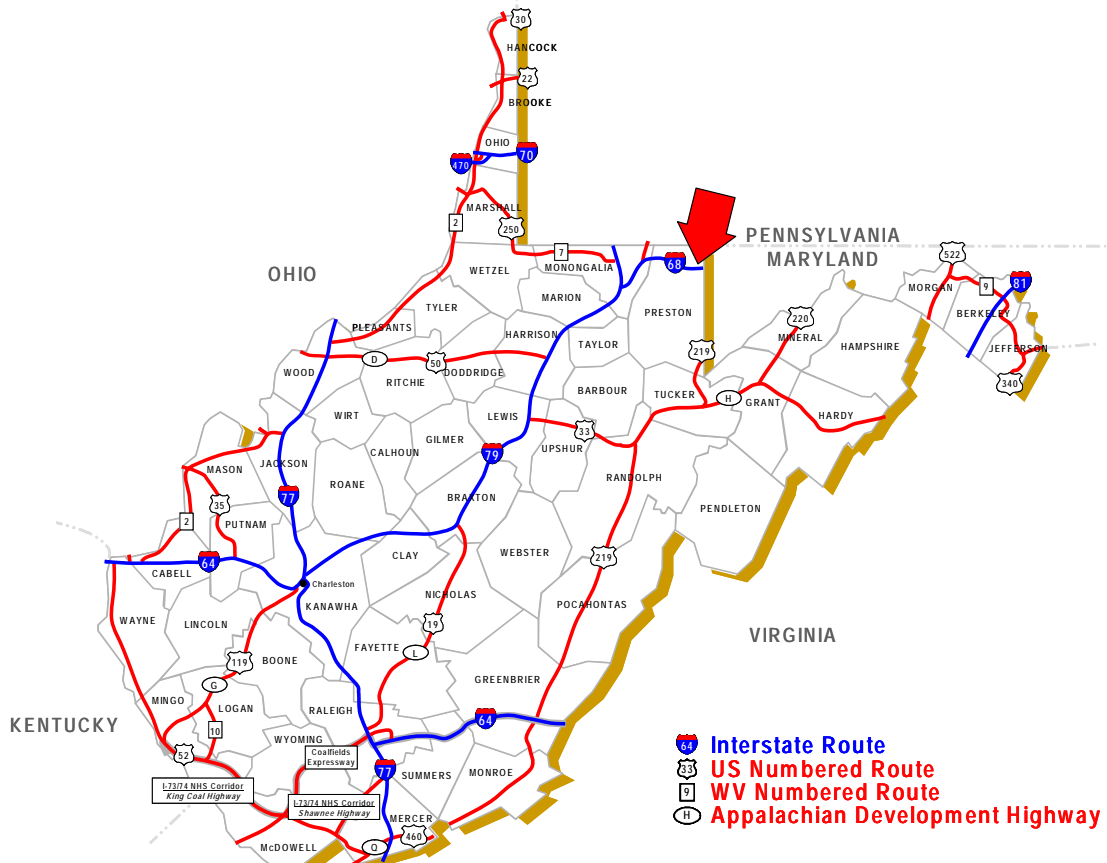 30
HANCOCK
22
BROOKE
OHIO
470
70
MARSHALL
2
250
PENNSYLVANIA
MARYLAND
OHIO
7
WETZEL
MONONGALIA
68
522
MORGAN
9
81
BERKELEY
JEFFERSON
340
TYLER
MARION
PRESTON
220
MINERAL
HAMPSHIRE
PLEASANTS
HARRISON
TAYLOR
219
WOOD
D
50
DODDRIDGE
RITCHIE
BARBOUR
TUCKER
H
GRANT
HARDY
WIRT
LEWIS
33
UPSHUR
GILMER
CALHOUN
79
MASON
JACKSON
ROANE
RANDOLPH
77
BRAXTON
35
2
PUTNAM
PENDLETON
64
CLAY
WEBSTER
219
CABELL
Charleston
KANAWHA
NICHOLAS
POCAHONTAS
WAYNE
LINCOLN
19
VIRGINIA
FAYETTE
L
119
BOONE
G
GREENBRIER
MINGO
LOGAN
RALEIGH
64
KENTUCKY
10
WYOMING
Coalfields
Expressway
52
77
SUMMERS
MONROE
I-73/74 NHS Corridor
King Coal Highway
I-73/74 NHS Corridor
Shawnee Highway
MERCER
460
McDOWELL
Q
64 Interstate Route
33 US Numbered Route
9 WV Numbered Route
H Appalachian Development Highway